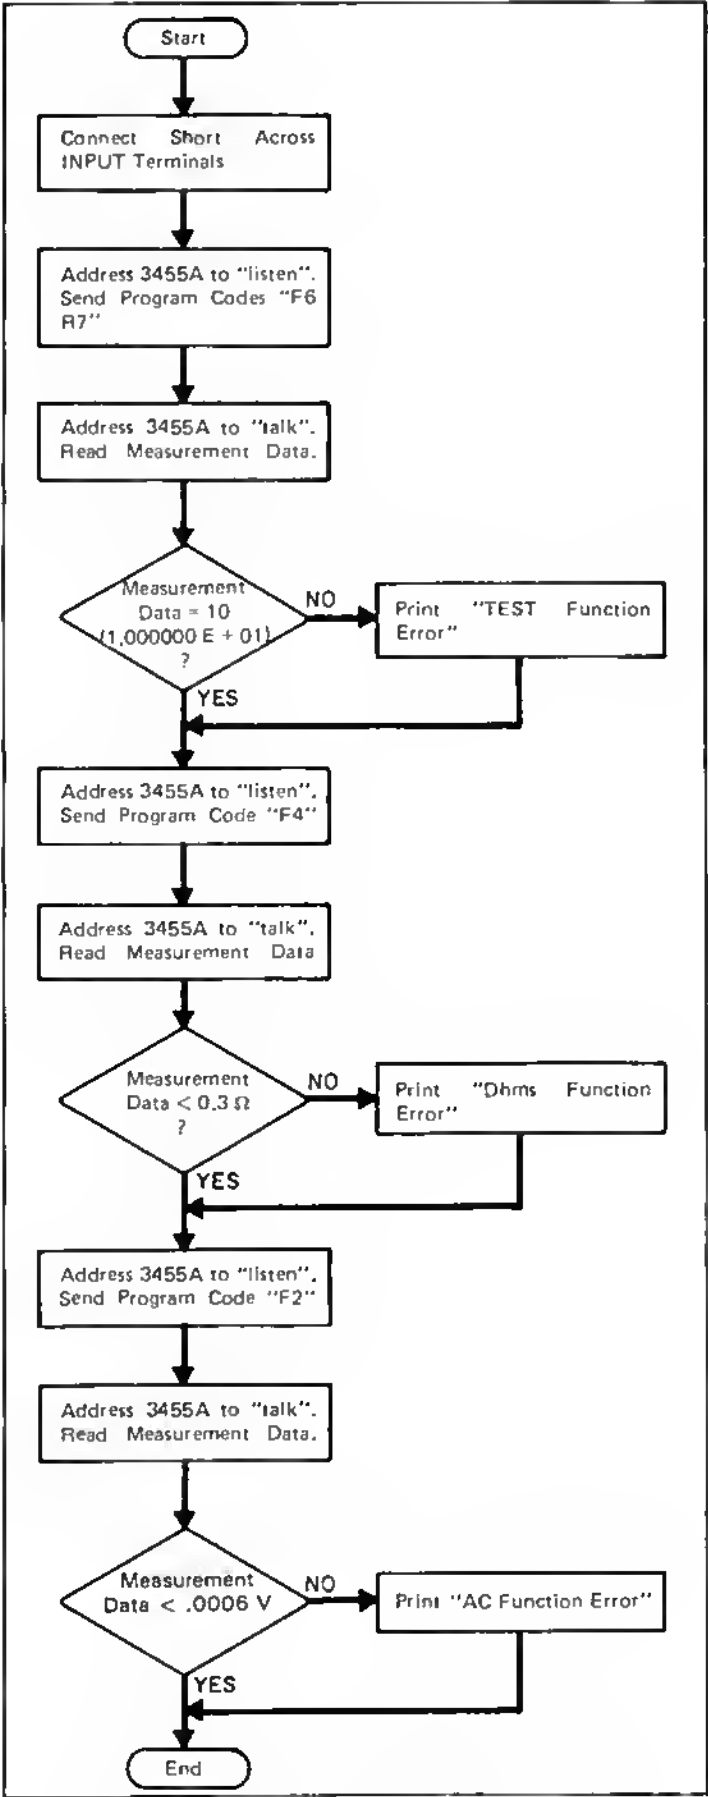 Start
Connect Short Across
INPUT Terminals
Address 3455A to "listen".
Send Program Codes "F6
R7"
Address 3455A to "talk".
Read Measurement Data.
Measurement
Data = 10
(1.000000 E + 01)
?
NO
Print "TEST Function
Error"
YES
Address 3455A to "listen".
Send Program Code "F4"
Address 3455A to "talk".
Read Measurement Data
Measurement
Data < 0.3 Ω
?
NO
Print "Ohms Function
Error"
YES
Address 3455A to "listen".
Send Program Code "F2"
Address 3455A to "talk".
Read Measurement Data.
Measurement
Data < .0006 V
NO
Print "AC Function Error"
YES
End